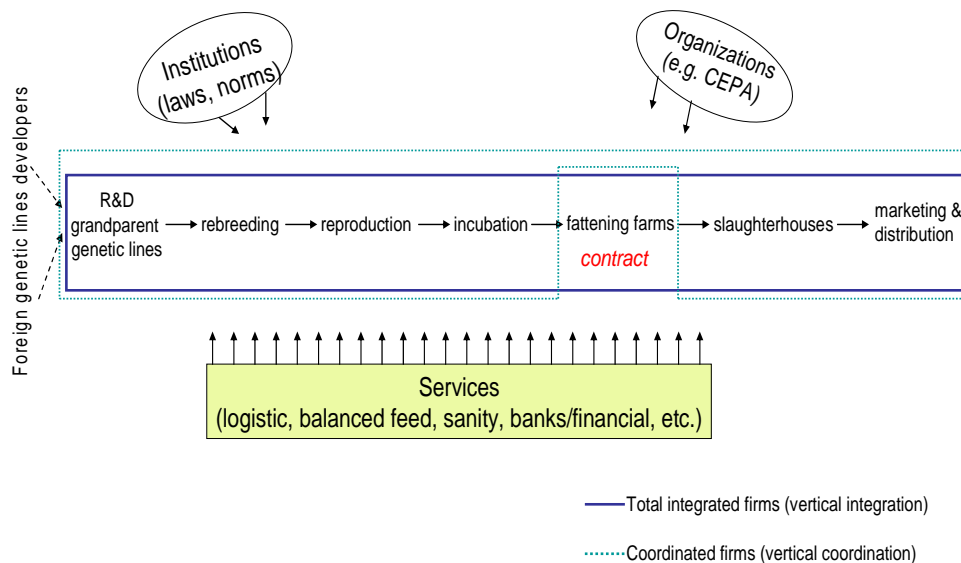 Institutions
(laws, norms)
Organizations
(e.g. CEPA)
Foreign genetic lines developers
R&D
grandparent
genetic lines
rebreeding
reproduction
incubation
fattening farms
contract
slaughterhouses
marketing &
distribution
Services
(logistic, balanced feed, sanity, banks/financial, etc.)
Total integrated firms (vertical integration)
Coordinated firms (vertical coordination)